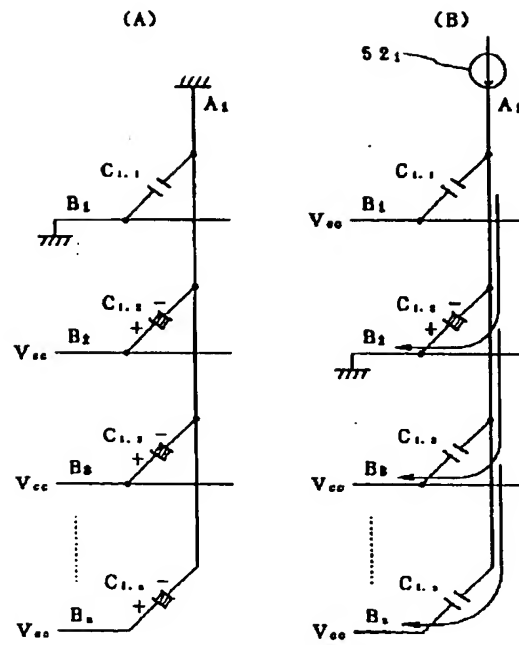 (A)
A₁
C₁.₁
B₁
C₁.₂
+ −
B₂
Vcc
C₁.₃
+ −
B₃
Vcc
C₁.ₙ
+ −
Bₙ
Vcc
(B)
52₁
A₁
C₁.₁
B₁
Vcc
C₁.₂
+ −
B₂
C₁.₃
B₃
Vcc
C₁.ₙ
Bₙ
Vcc